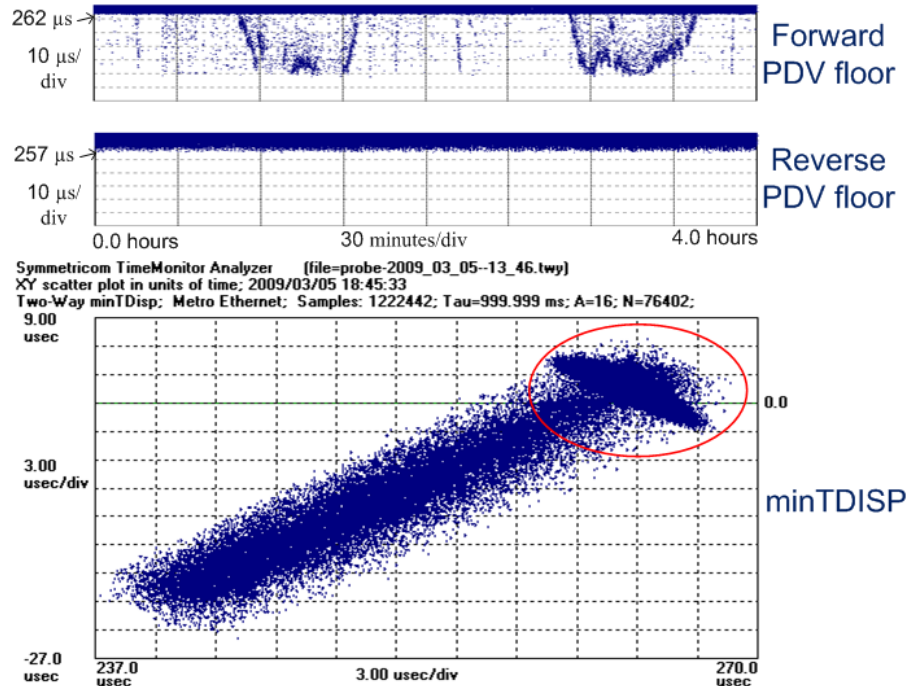 262 µs
10 µs/
div
Forward
PDV floor
257 µs
10 µs/
div
Reverse
PDV floor
0.0 hours 30 minutes/div 4.0 hours
Symmetricom TimeMonitor Analyzer (file=probe-2009_03_05--13_46.twy)
XY scatter plot in units of time; 2009/03/05 18:45:33
Two-Way minTDisp; Metro Ethernet; Samples: 1222442; Tau=999.999 ms; A=16; N=76402;
9.00
usec
0.0
3.00
usec/div
minTDISP
-27.0
usec
237.0
usec
3.00 usec/div
270.0
usec